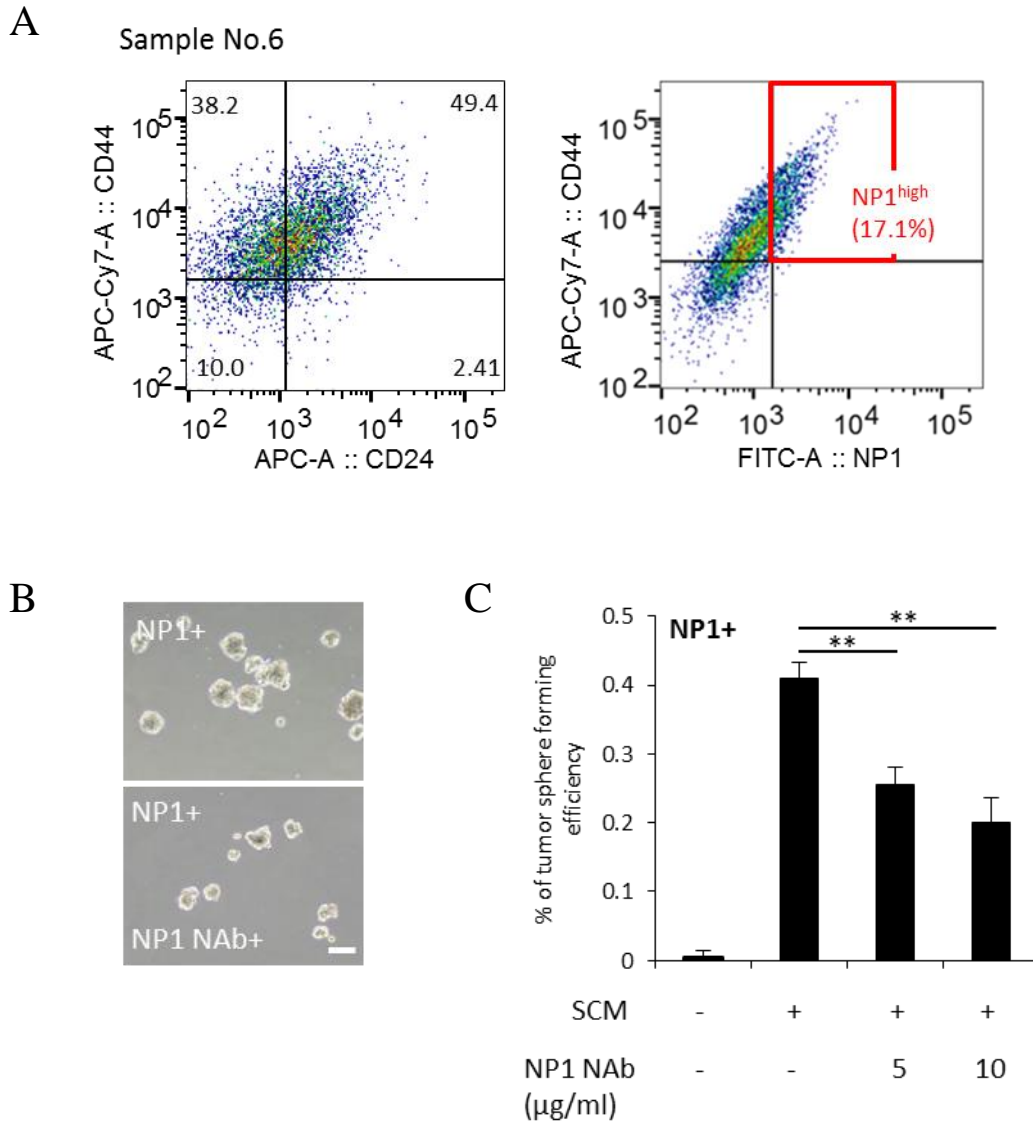 A
Sample No.6
38.2
49.4
10.0
2.41
10^5
10^4
10^3
10^2
APC-Cy7-A :: CD44
10^2 10^3 10^4 10^5
APC-A :: CD24
NP1^high
(17.1%)
10^5
10^4
10^3
10^2
APC-Cy7-A :: CD44
10^2 10^3 10^4 10^5
FITC-A :: NP1
B
NP1+
NP1+
NP1 NAb+
C
NP1+
**
**
% of tumor sphere forming
efficiency
0.5
0.4
0.3
0.2
0.1
0
SCM - + + +
NP1 NAb - - 5 10
(μg/ml)